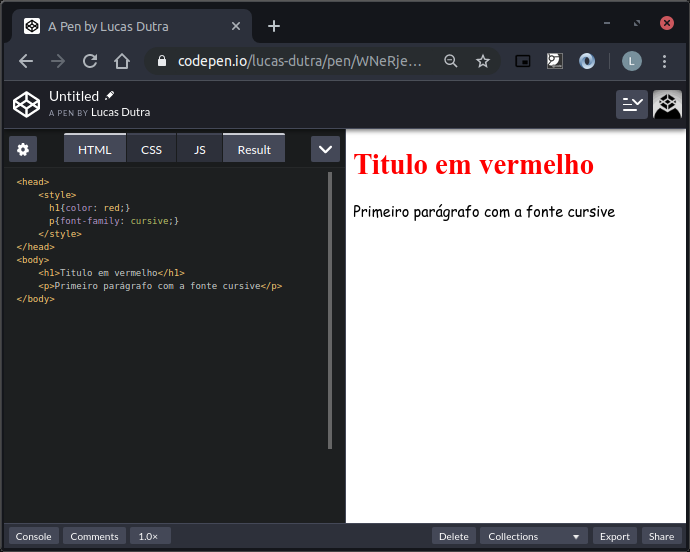 A Pen by Lucas Dutra
codepen.io/lucas-dutra/pen/WNeRje…
L
Untitled
A PEN BY Lucas Dutra
HTML CSS JS Result
<head>
<style>
h1{color: red;}
p{font-family: cursive;}
</style>
</head>
<body>
<h1>Titulo em vermelho</h1>
<p>Primeiro parágrafo com a fonte cursive</p>
</body>
Titulo em vermelho
Primeiro parágrafo com a fonte cursive
Console Comments 1.0× Delete Collections Export Share